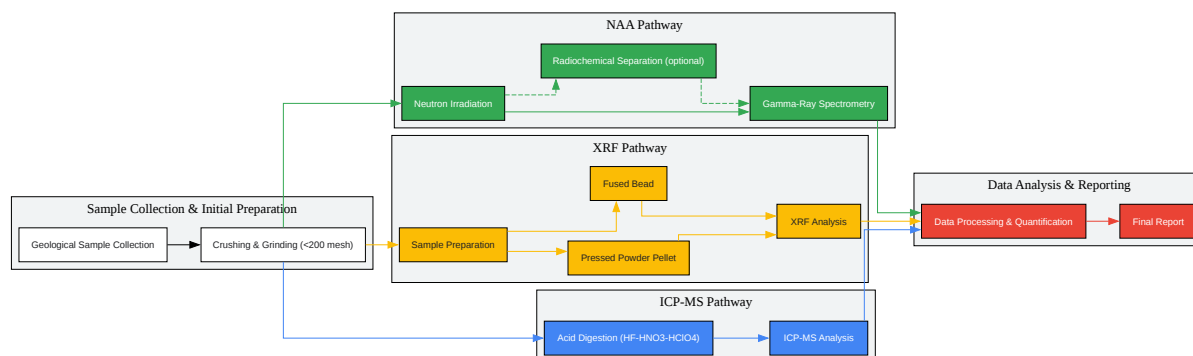 NAA Pathway
Radiochemical Separation (optional)
Neutron Irradiation
Gamma-Ray Spectrometry
XRF Pathway
Fused Bead
Sample Preparation
Pressed Powder Pellet
XRF Analysis
Sample Collection & Initial Preparation
Geological Sample Collection
Crushing & Grinding (<200 mesh)
ICP-MS Pathway
Acid Digestion (HF-HNO3-HClO4)
ICP-MS Analysis
Data Analysis & Reporting
Data Processing & Quantification
Final Report